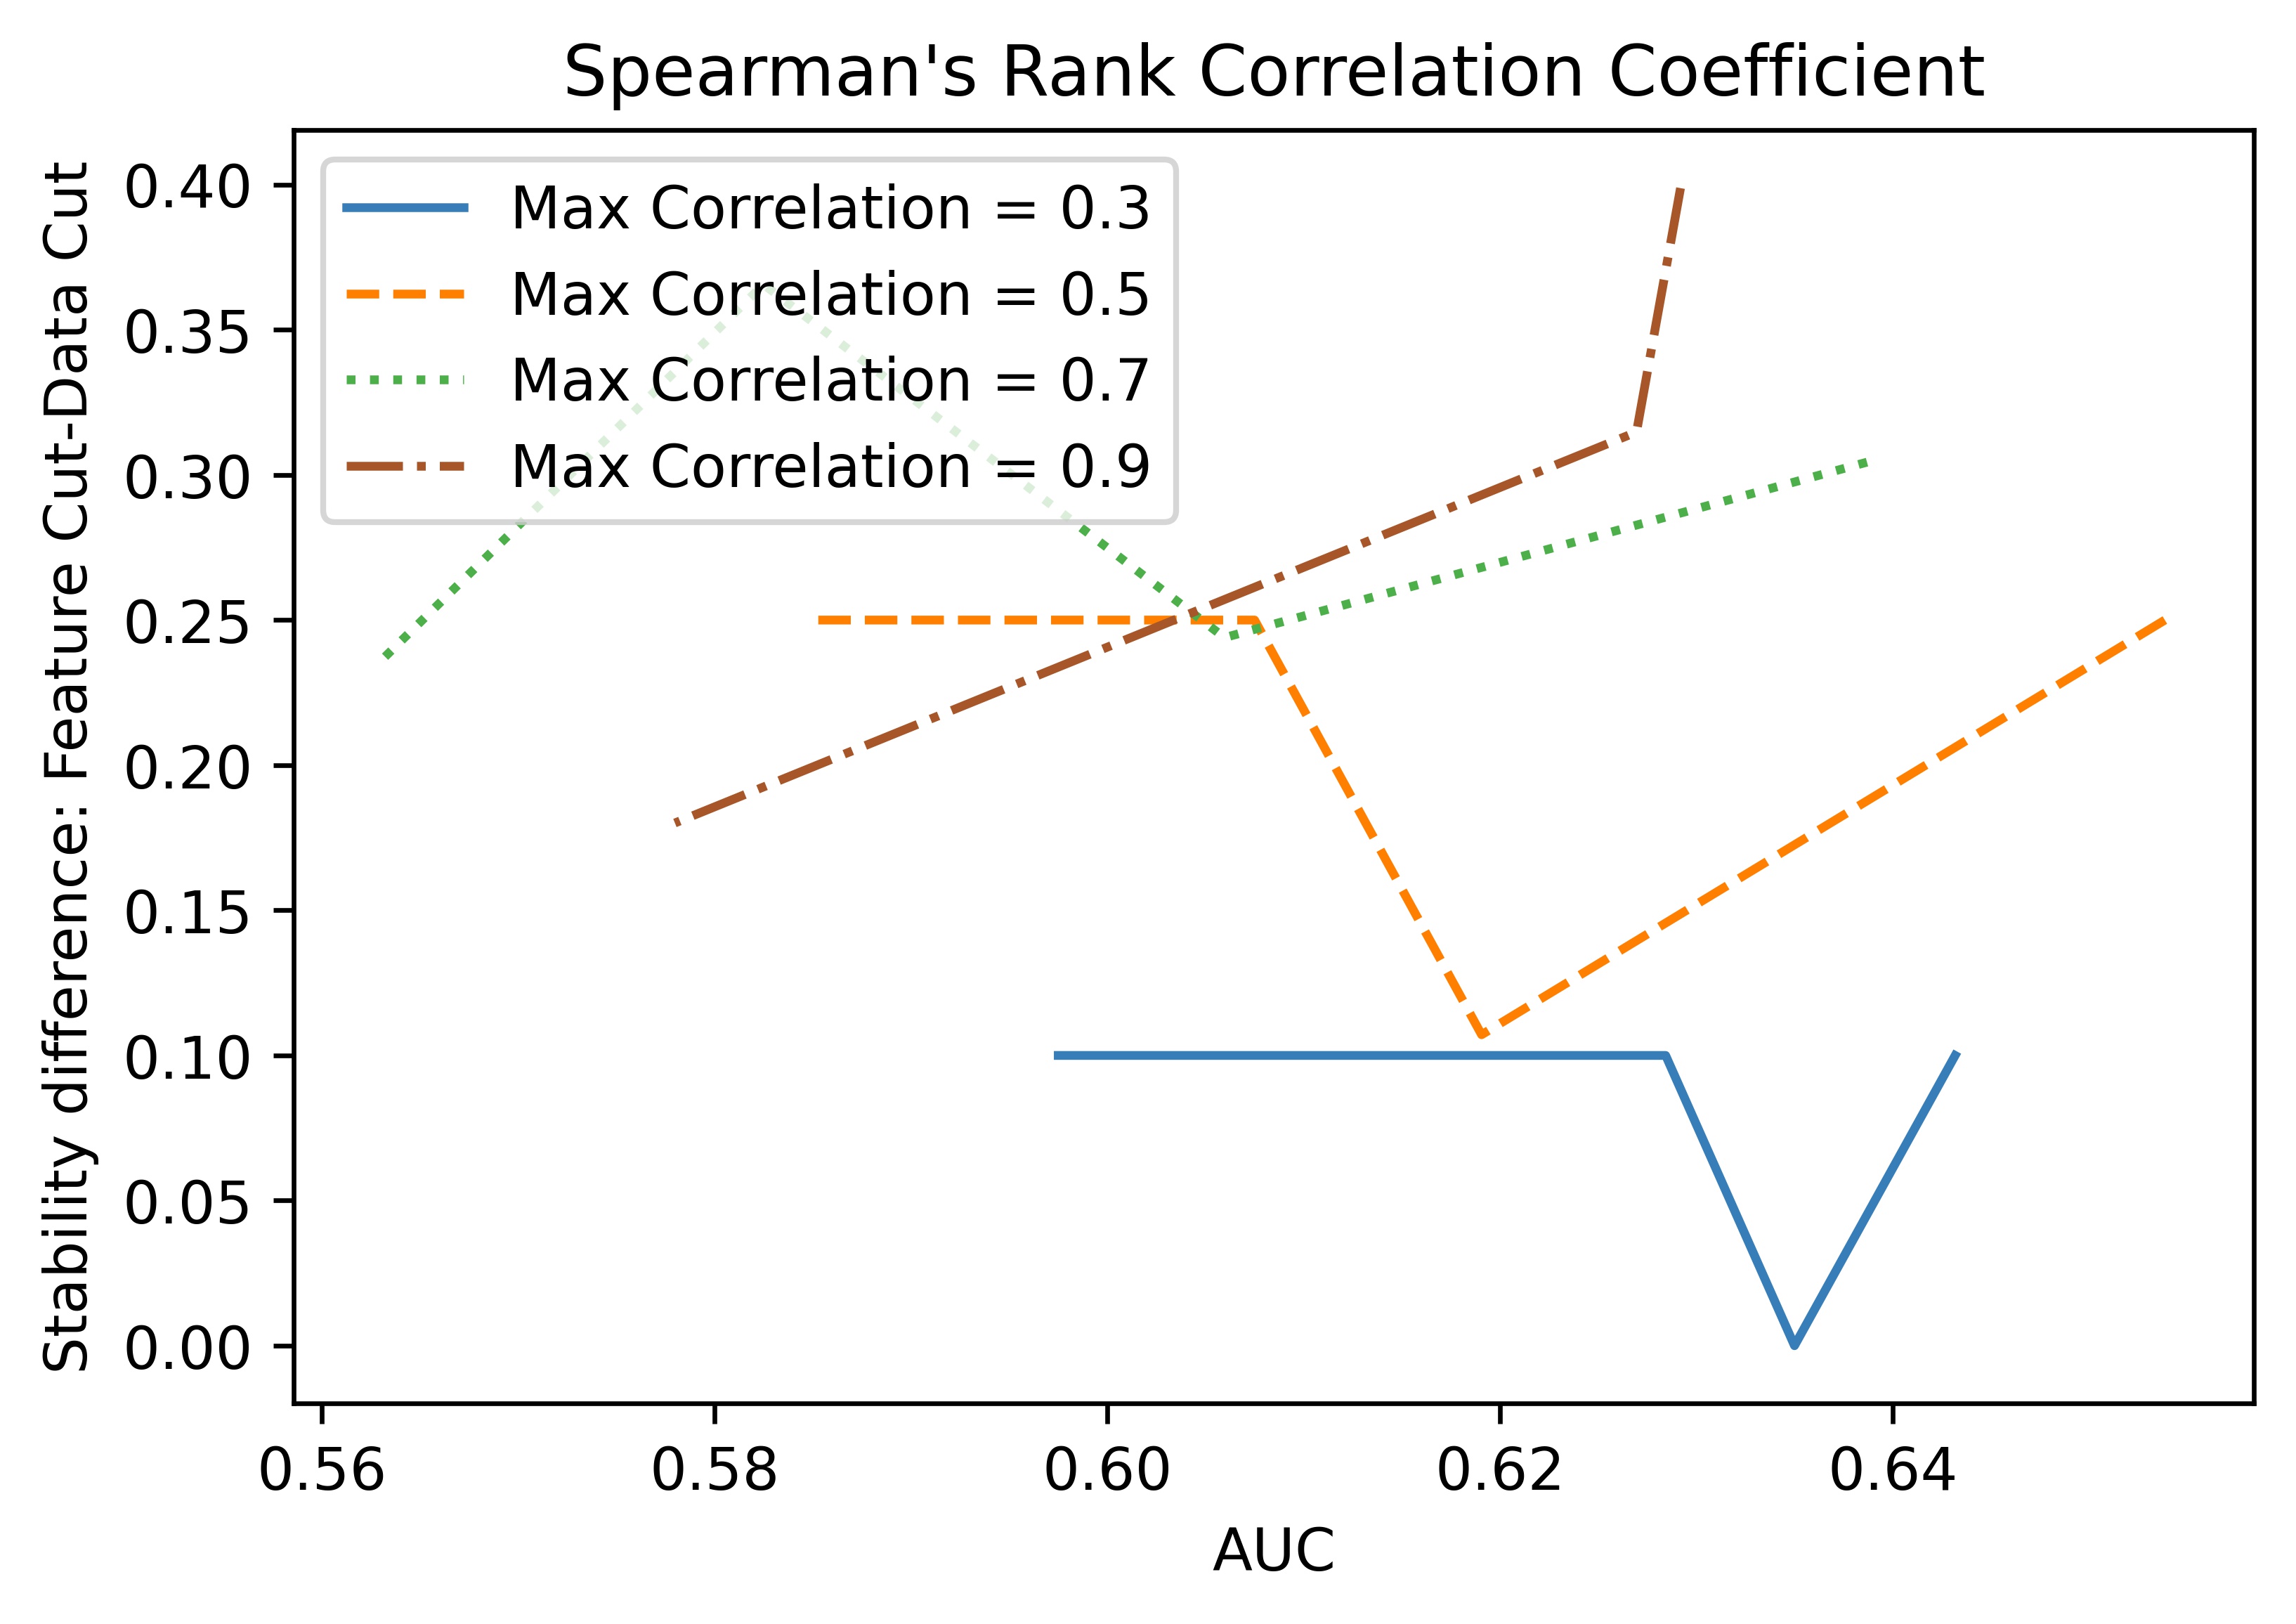 Spearman's Rank Correlation Coefficient
Stability difference: Feature Cut-Data Cut
0.40
0.35
0.30
0.25
0.20
0.15
0.10
0.05
0.00
Max Correlation = 0.3
Max Correlation = 0.5
Max Correlation = 0.7
Max Correlation = 0.9
0.56 0.58 0.60 0.62 0.64
AUC